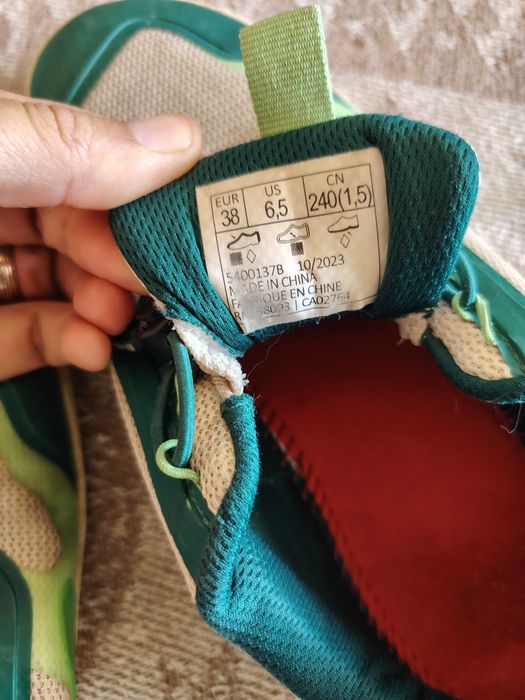 EUR US CN
38 6,5 240(1,5)
5400137B 10/2023
MADE IN CHINA
FABRIQUE EN CHINE
CA02764